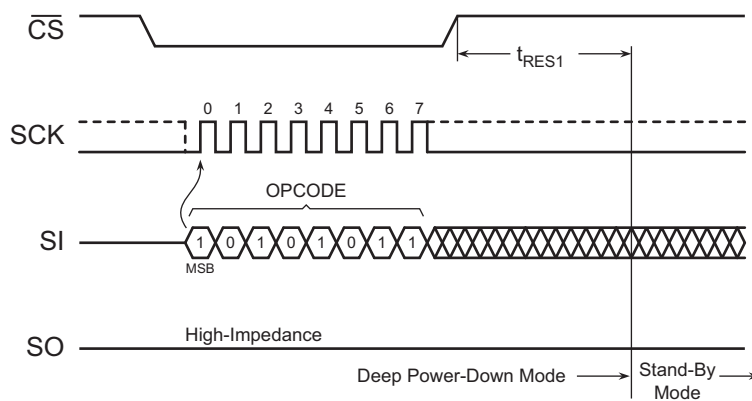 CS
tRES1
0 1 2 3 4 5 6 7
SCK
OPCODE
SI
1 0 1 0 1 0 1 1
MSB
High-Impedance
SO
Deep Power-Down Mode
Stand-By
Mode